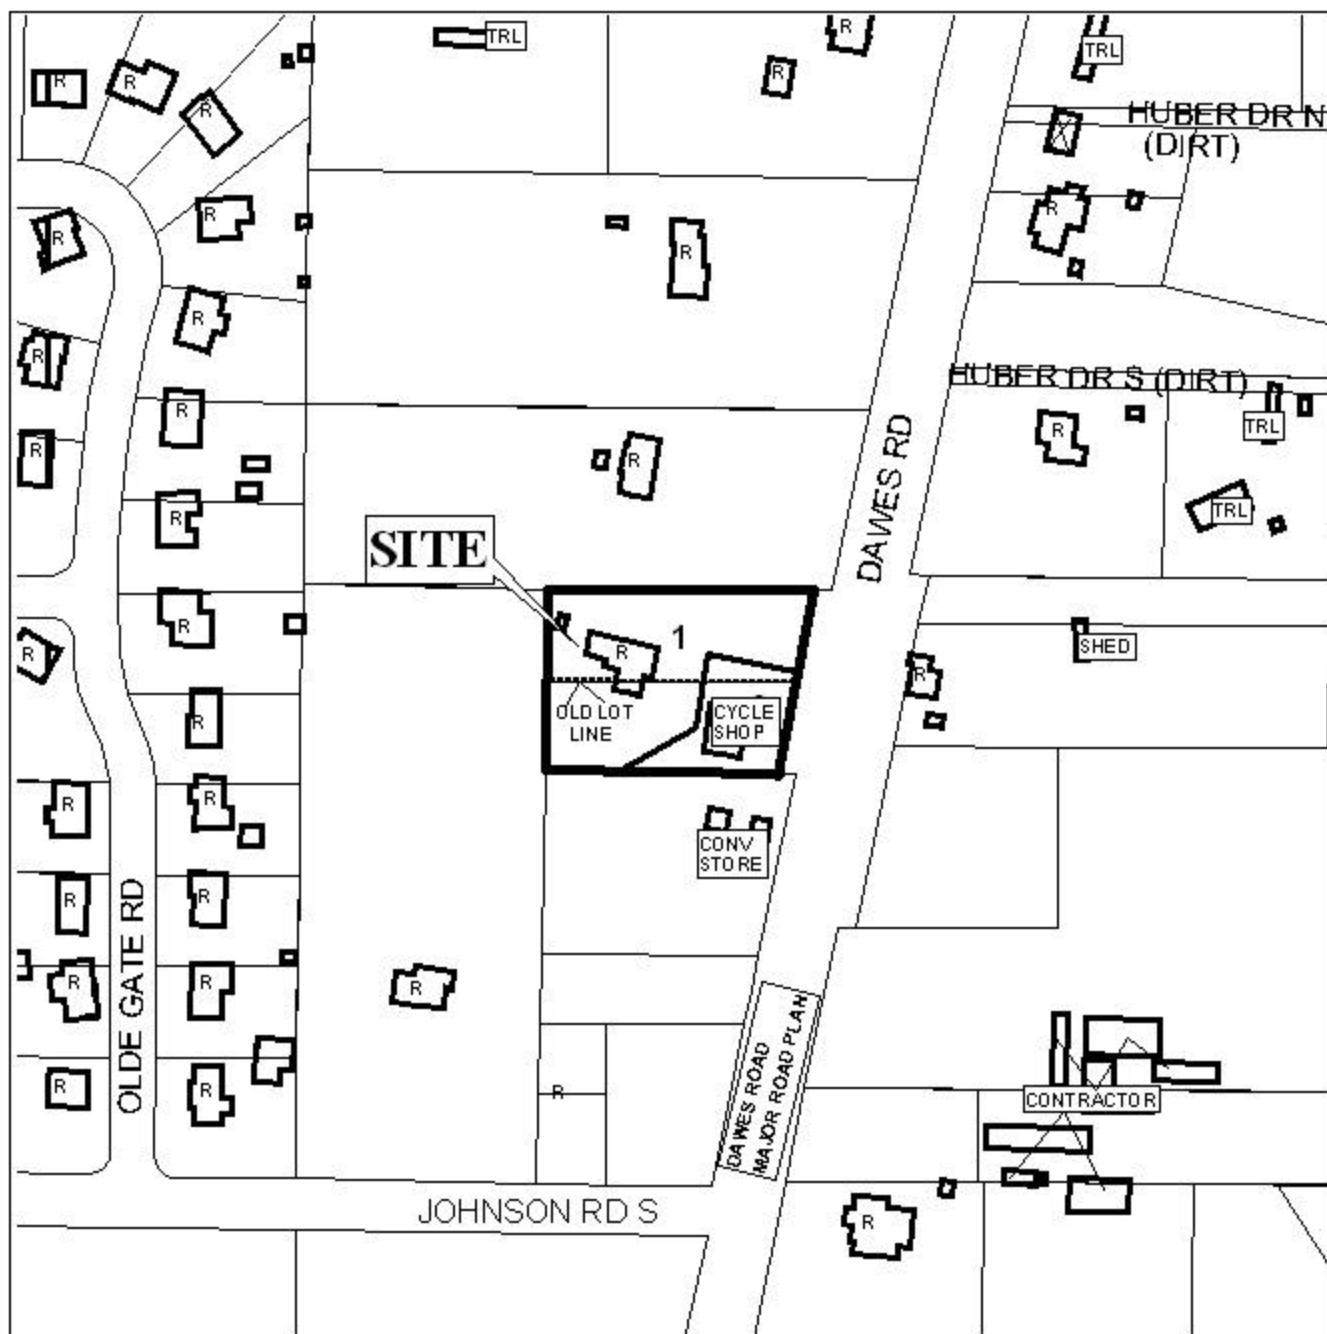 TRL
R
R
R
R
R
TRL
HUBER DR N
(DIRT)
R
R
R
R
R
R
HUBER DR S (DIRT)
R
R
TRL
R
R
R
DAWES RD
TRL
R
SITE
R
R
R
1
SHED
R
OLD LOT
LINE
CYCLE
SHOP
R
R
R
CONV
STORE
R
R
OLDE GATE RD
R
R
R
DAWES ROAD
MAJOR ROAD PLAN
R
R
R
CONTRACTOR
JOHNSON RD S
R